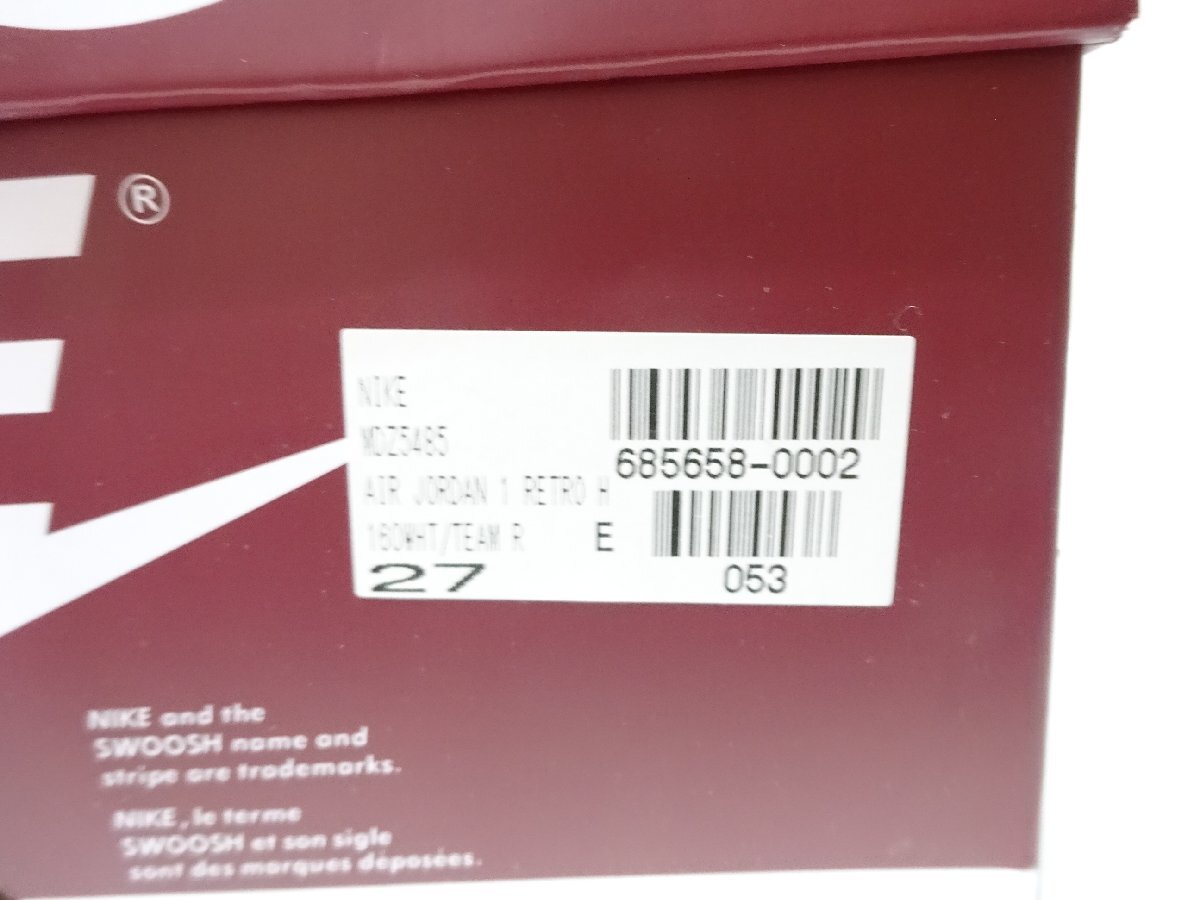 ®
NIKE
MDZ5485
AIR JORDAN 1 RETRO H
160WHT/TEAM R E
27
685658-0002
053
NIKE and the
SWOOSH name and
stripe are trademarks.
NIKE, le terme
SWOOSH et son sigle
sont des marques déposées.